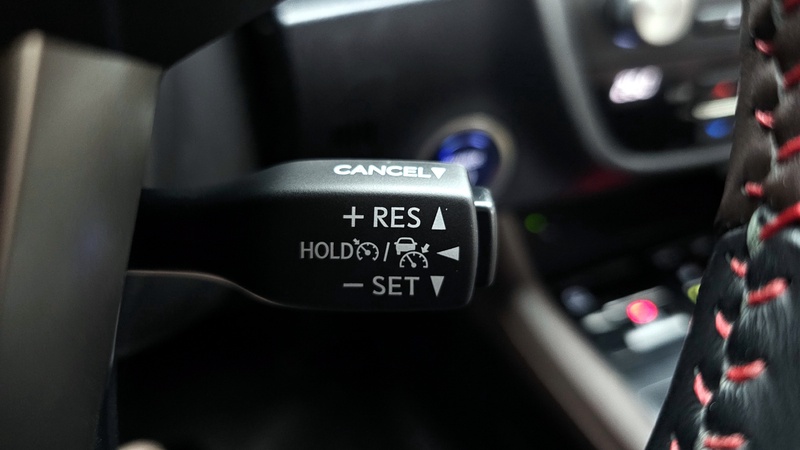 CANCEL▼
+ RES ▲
HOLD / ◄
− SET ▼